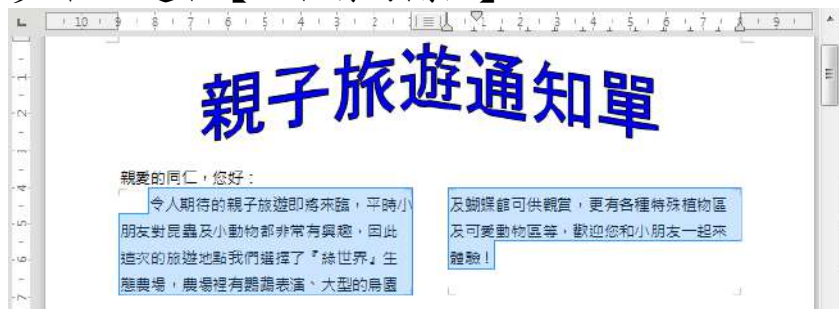 親子旅遊通知單
親愛的同仁，您好：
令人期待的親子旅遊即將來臨，平時小
朋友對昆蟲及小動物都非常有興趣，因此
這次的旅遊地點我們選擇了『綠世界』生
態農場，農場裡有鸚鵡表演、大型的鳥園
及蝴蝶館可供觀賞，更有各種特殊植物區
及可愛動物區等，歡迎您和小朋友一起來
體驗！